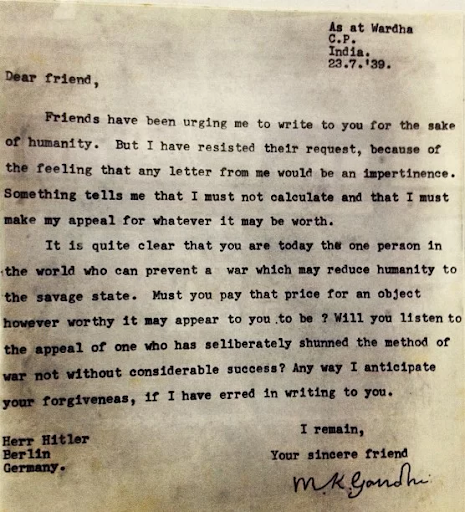 As at Wardha
C.P.
India.
23.7.'39.
Dear friend,
Friends have been urging me to write to you for the sake
of humanity. But I have resisted their request, because of
the feeling that any letter from me would be an impertinence.
Something tells me that I must not calculate and that I must
make my appeal for whatever it may be worth.
It is quite clear that you are today the one person in
the world who can prevent a war which may reduce humanity to
the savage state. Must you pay that price for an object
however worthy it may appear to you to be ? Will you listen to
the appeal of one who has seliberately shunned the method of
war not without considerable success? Any way I anticipate
your forgiveneas, if I have erred in writing to you.
I remain,
Your sincere friend
M.K.Gandhi
Herr Hitler
Berlin
Germany.